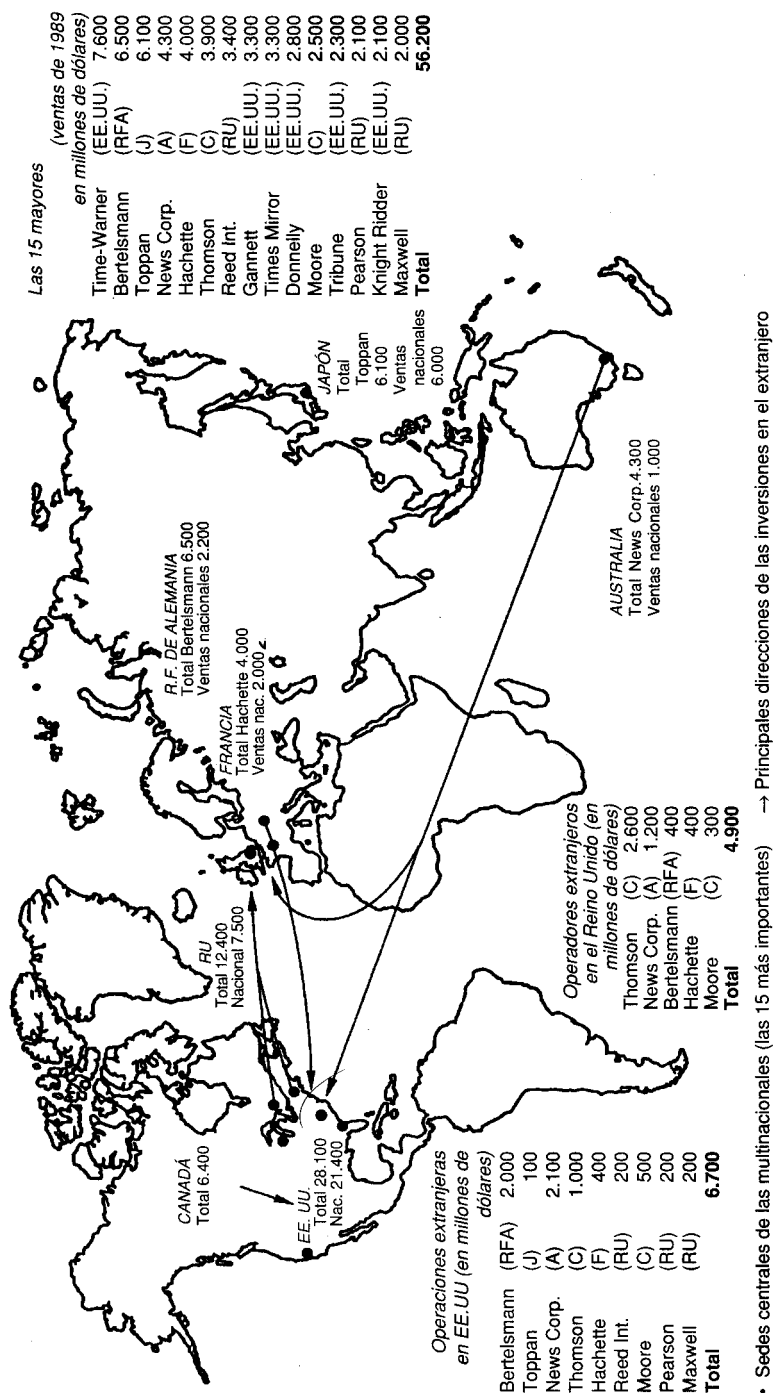 Las 15 mayores
(ventas de 1989
en millones de dólares)
Time-Warner (EE.UU.) 7.600
Bertelsmann (RFA) 6.500
Toppan (J) 6.100
News Corp. (A) 4.300
Hachette (F) 4.000
Thomson (C) 3.900
Reed Int. (RU) 3.400
Gannett (EE.UU.) 3.300
Times Mirror (EE.UU.) 3.300
Donnelly (EE.UU.) 2.800
Moore (C) 2.500
Tribune (EE.UU.) 2.300
Pearson (RU) 2.100
Knight Ridder (EE.UU.) 2.100
Maxwell (RU) 2.000
Total 56.200
CANADÁ
Total 6.400
EE. UU.
Total 28.100
Nac. 21.400
RU
Total 12.400
Nacional 7.500
R.F. DE ALEMANIA
Total Bertelsmann 6.500
Ventas nacionales 2.200
FRANCIA
Total Hachette 4.000
Ventas nac. 2.000
JAPÓN
Total
Toppan
6.100
Ventas
nacionales
6.000
AUSTRALIA
Total News Corp.4.300
Ventas nacionales 1.000
Operaciones extranjeras
en EE.UU (en millones de
dólares)
Bertelsmann (RFA) 2.000
Toppan (J) 100
News Corp. (A) 2.100
Thomson (C) 1.000
Hachette (F) 400
Reed Int. (RU) 200
Moore (C) 500
Pearson (RU) 200
Maxwell (RU) 200
Total 6.700
Operadores extranjeros
en el Reino Unido (en
millones de dólares)
Thomson (C) 2.600
News Corp. (A) 1.200
Bertelsmann (RFA) 400
Hachette (F) 400
Moore (C) 300
Total 4.900
• Sedes centrales de las multinacionales (las 15 más importantes) → Principales direcciones de las inversiones en el extranjero